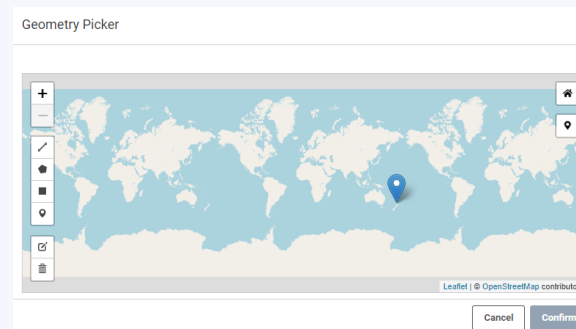 Geometry Picker
+
−
Leaflet | © OpenStreetMap contributo
Cancel
Confirm